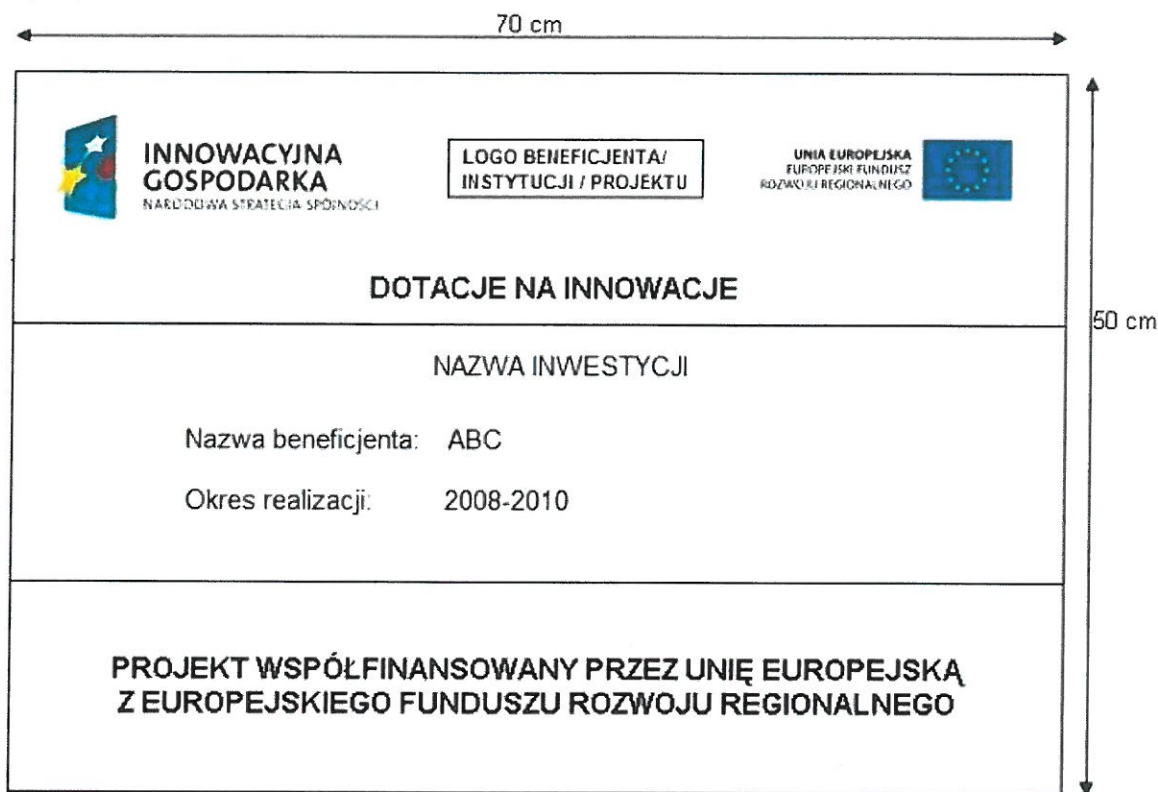 70 cm
INNOWACYJNA
GOSPODARKA
NARODOWA STRATEGIA SPÓJNOŚCI
LOGO BENEFICJENTA/
INSTYTUCJI / PROJEKTU
UNIA EUROPEJSKA
EUROPEJSKI FUNDUSZ
ROZWOJU REGIONALNEGO
DOTACJE NA INNOWACJE
50 cm
NAZWA INWESTYCJI
Nazwa beneficjenta: ABC
Okres realizacji: 2008-2010
PROJEKT WSPÓŁFINANSOWANY PRZEZ UNIĘ EUROPEJSKĄ
Z EUROPEJSKIEGO FUNDUSZU ROZWOJU REGIONALNEGO